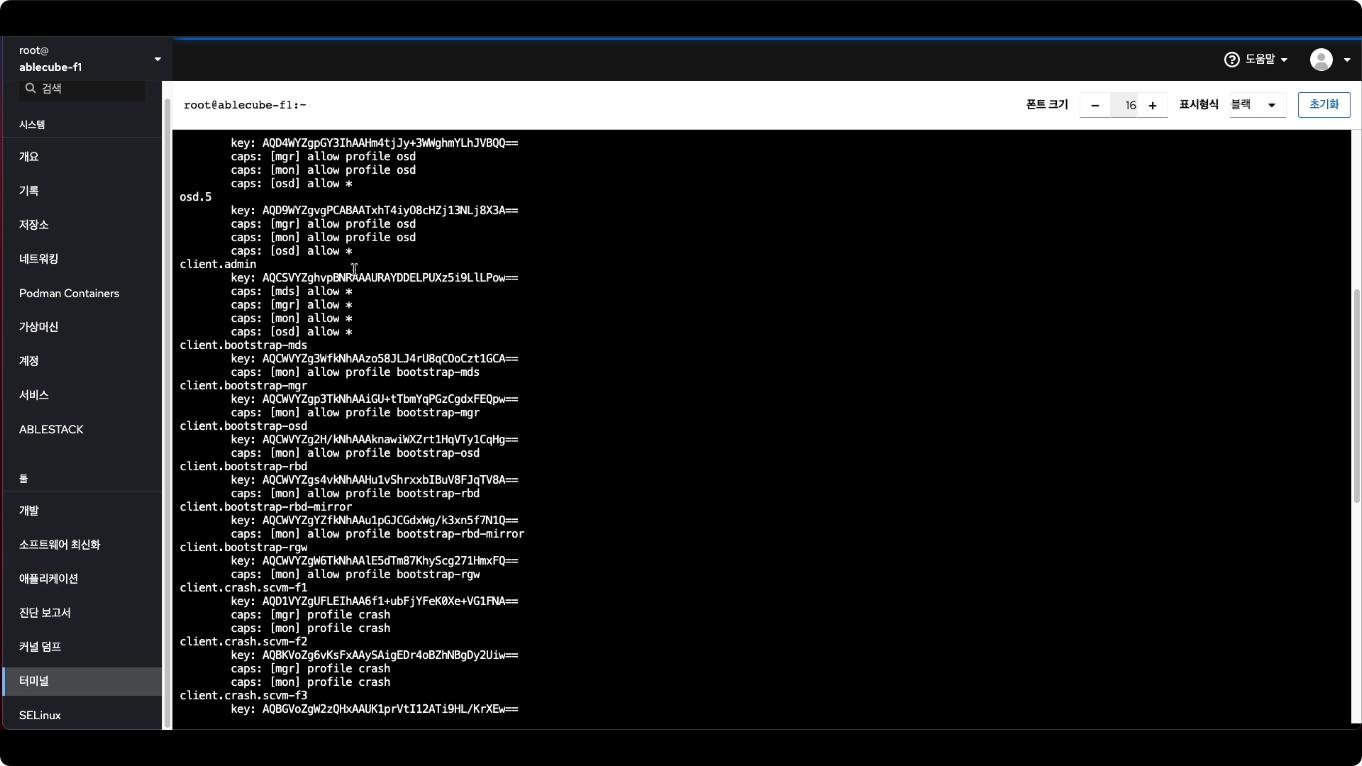 root@
ablecube-f1
도움말
검색
시스템
개요
기록
저장소
네트워킹
Podman Containers
가상머신
계정
서비스
ABLESTACK
툴
개발
소프트웨어 최신화
애플리케이션
진단 보고서
커널 덤프
터미널
SELinux
root@ablecube-f1:~
폰트 크기
– 16 +
표시형식
블랙
초기화
key: AQD4WYZgpGY3IhAAHm4tjJy+3WWghmYLhJVBQQ==
caps: [mgr] allow profile osd
caps: [mon] allow profile osd
caps: [osd] allow *
osd.5
key: AQD9WYZgvgPCABAATxhT4iyO8cHZj13NLj8X3A==
caps: [mgr] allow profile osd
caps: [mon] allow profile osd
caps: [osd] allow *
client.admin
key: AQCSVYZghvpBNRAAAURAYDDELPUXz5i9LlLPow==
caps: [mds] allow *
caps: [mgr] allow *
caps: [mon] allow *
caps: [osd] allow *
client.bootstrap-mds
key: AQCWVYZg3WfkNhAAzo58JLJ4rU8qCOoCzt1GCA==
caps: [mon] allow profile bootstrap-mds
client.bootstrap-mgr
key: AQCWVYZgp3TkNhAAiGU+tTbmYqPGzCgdxFEQpw==
caps: [mon] allow profile bootstrap-mgr
client.bootstrap-osd
key: AQCWVYZg2H/kNhAAAknawiWXZrt1HqVTy1CqHg==
caps: [mon] allow profile bootstrap-osd
client.bootstrap-rbd
key: AQCWVYZgs4vkNhAAHu1vShrxxbIBuV8FJqTV8A==
caps: [mon] allow profile bootstrap-rbd
client.bootstrap-rbd-mirror
key: AQCWVYZgYZfkNhAAu1pGJCGdxWg/k3xn5f7N1Q==
caps: [mon] allow profile bootstrap-rbd-mirror
client.bootstrap-rgw
key: AQCWVYZgW6TkNhAAlE5dTm87KhyScg271HmxFQ==
caps: [mon] allow profile bootstrap-rgw
client.crash.scvm-f1
key: AQD1VYZgUFLEIhAA6f1+ubFjYFeK0Xe+VG1FNA==
caps: [mgr] profile crash
caps: [mon] profile crash
client.crash.scvm-f2
key: AQBKVoZg6vKsFxAAySAigEDr4oBZhNBgDy2Uiw==
caps: [mgr] profile crash
caps: [mon] profile crash
client.crash.scvm-f3
key: AQBGVoZgW2zQHxAAUK1prVtI12ATi9HL/KrXEw==